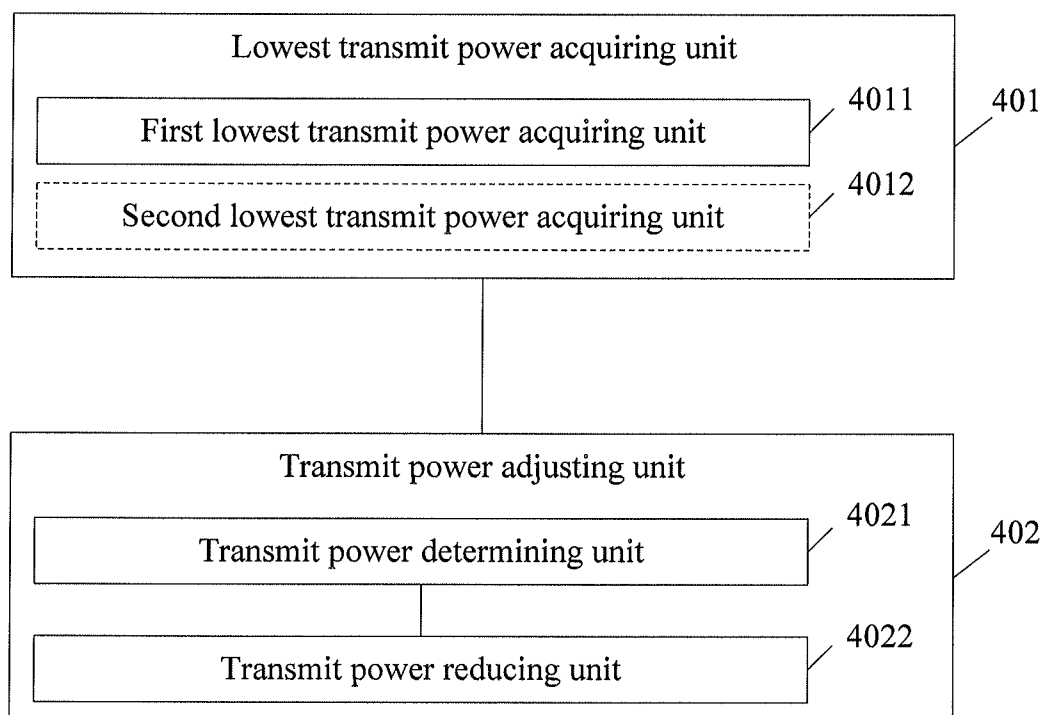 Lowest transmit power acquiring unit
4011
401
First lowest transmit power acquiring unit
4012
Second lowest transmit power acquiring unit
Transmit power adjusting unit
4021
402
Transmit power determining unit
4022
Transmit power reducing unit